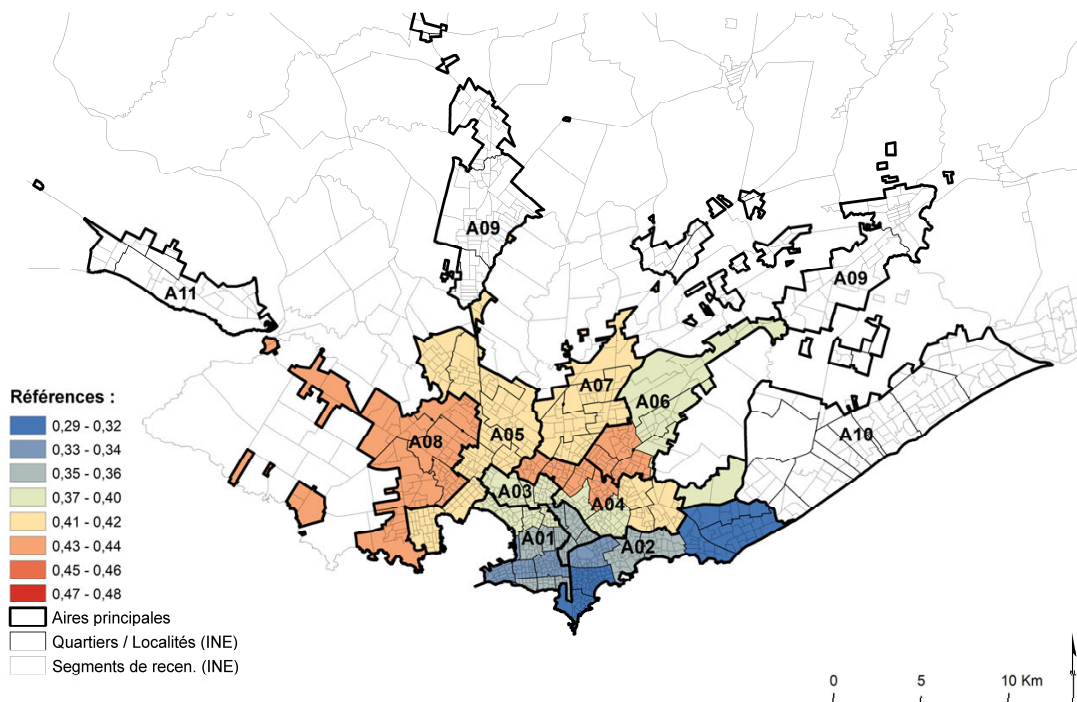 A09
A09
A11
A07
A06
A08
A05
A10
A03
A04
A01
A02
Références :
0,29 - 0,32
0,33 - 0,34
0,35 - 0,36
0,37 - 0,40
0,41 - 0,42
0,43 - 0,44
0,45 - 0,46
0,47 - 0,48
Aires principales
Quartiers / Localités (INE)
Segments de recen. (INE)
0 5 10 Km